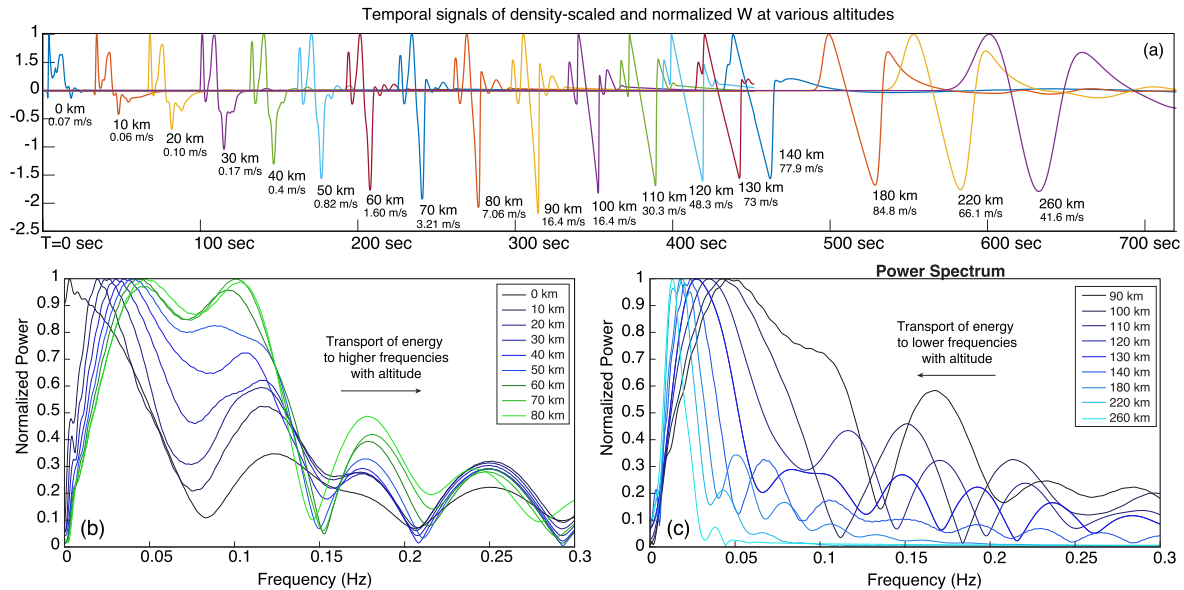 Temporal signals of density-scaled and normalized W at various altitudes
(a)
1
1.5
0
-0.5
-1
-1.5
-2
-2.5
0 km
0.07 m/s
10 km
0.06 m/s
20 km
0.10 m/s
30 km
0.17 m/s
40 km
0.4 m/s
50 km
0.82 m/s
60 km
1.60 m/s
70 km
3.21 m/s
80 km
7.06 m/s
90 km
16.4 m/s
100 km
16.4 m/s
110 km
30.3 m/s
120 km
48.3 m/s
130 km
73 m/s
140 km
77.9 m/s
180 km
84.8 m/s
220 km
66.1 m/s
260 km
41.6 m/s
T=0 sec
100 sec
200 sec
300 sec
400 sec
500 sec
600 sec
700 sec
1
0.9
0.8
0.7
0.6
0.5
0.4
0.3
0.2
0.1
0
Normalized Power
0 km
10 km
20 km
30 km
40 km
50 km
60 km
70 km
80 km
Transport of energy
to higher frequencies
with altitude
(b)
0
0.05
0.1
0.15
0.2
0.25
0.3
Frequency (Hz)
Power Spectrum
1
0.9
0.8
0.7
0.6
0.5
0.4
0.3
0.2
0.1
0
Normalized Power
90 km
100 km
110 km
120 km
130 km
140 km
180 km
220 km
260 km
Transport of energy
to lower frequencies
with altitude
(c)
0
0.05
0.1
0.15
0.2
0.25
0.3
Frequency (Hz)